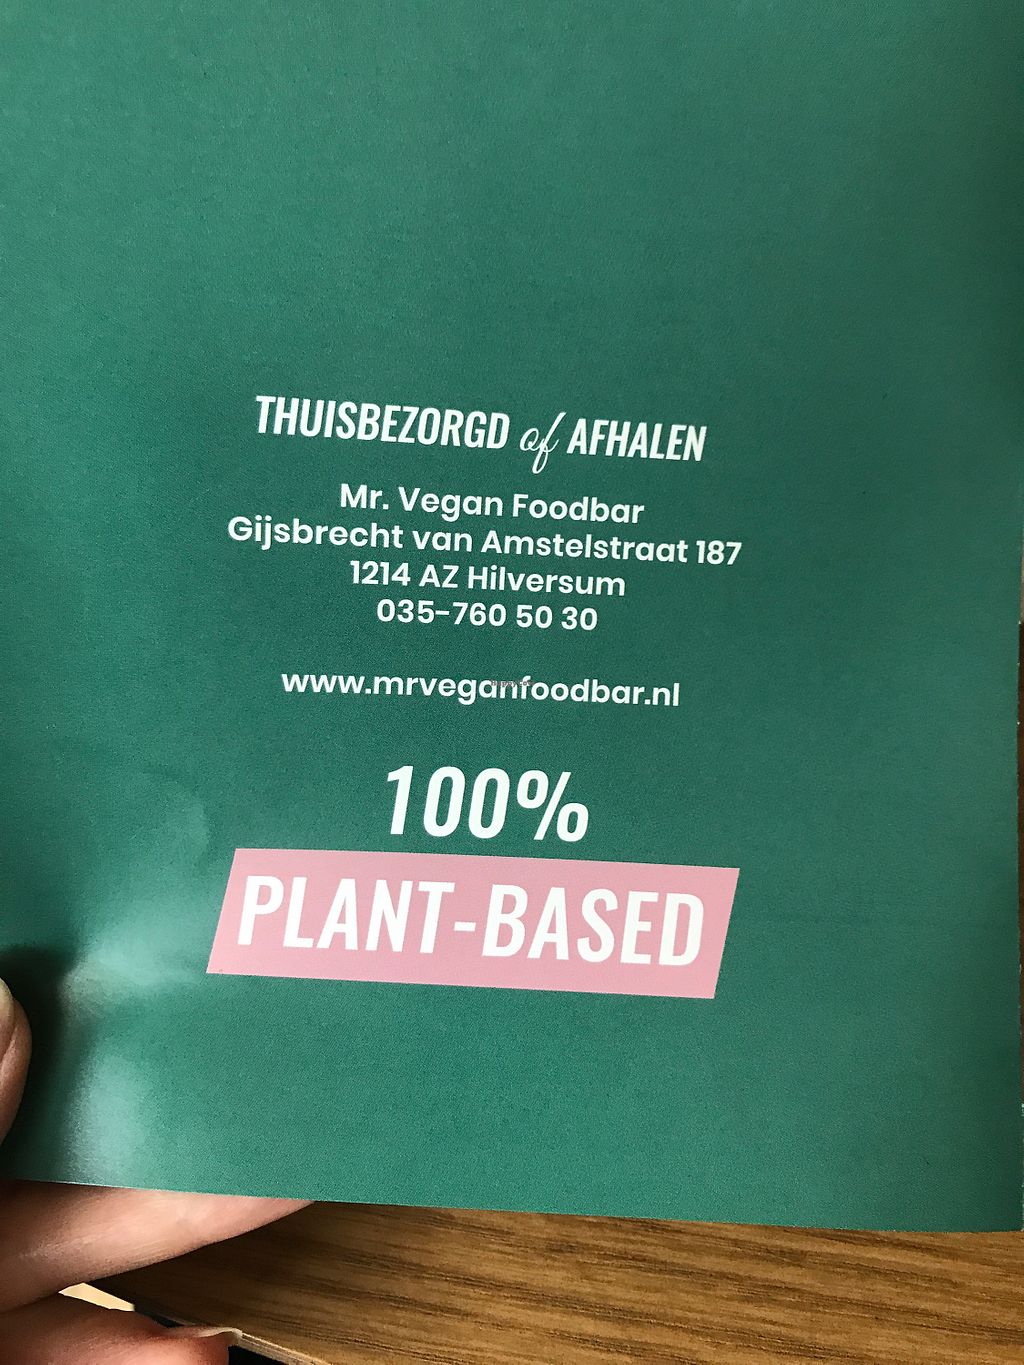 THUISBEZORGD of AFHALEN
Mr. Vegan Foodbar
Gijsbrecht van Amstelstraat 187
1214 AZ Hilversum
035-760 50 30
www.mrveganfoodbar.nl
100%
PLANT-BASED